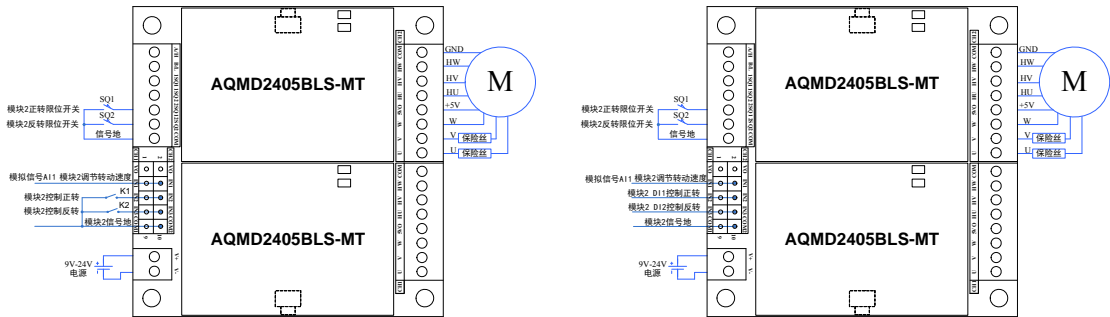 AQMD2405BLS-MT
AQMD2405BLS-MT
GND
HW
HV
HU
+5V
W
V
U
保险丝
保险丝
M
SQ1
模块2正转限位开关
SQ2
模块2反转限位开关
信号地
模拟信号AI1 模块2调节转动速度
K1
模块2控制正转
K2
模块2控制反转
模块2信号地
9V-24V
电源
+
-
V+
V-
1
2
9
10
AQMD2405BLS-MT
AQMD2405BLS-MT
GND
HW
HV
HU
+5V
W
V
U
保险丝
保险丝
M
SQ1
模块2正转限位开关
SQ2
模块2反转限位开关
信号地
模拟信号AI1 模块2调节转动速度
模块2 DI1控制正转
模块2 DI2控制反转
模块2信号地
9V-24V
电源
+
-
V+
V-
1
2
9
10